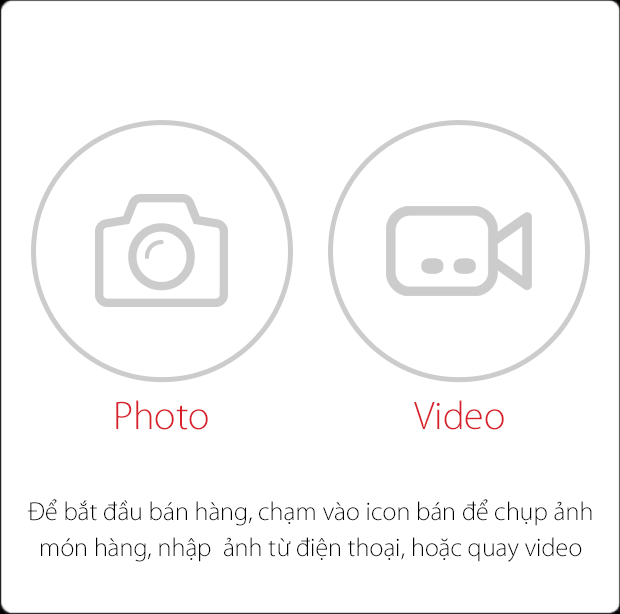 Photo
Video
Để bắt đầu bán hàng, chạm vào icon bán để chụp ảnh
món hàng, nhập  ảnh từ điện thoại, hoặc quay video